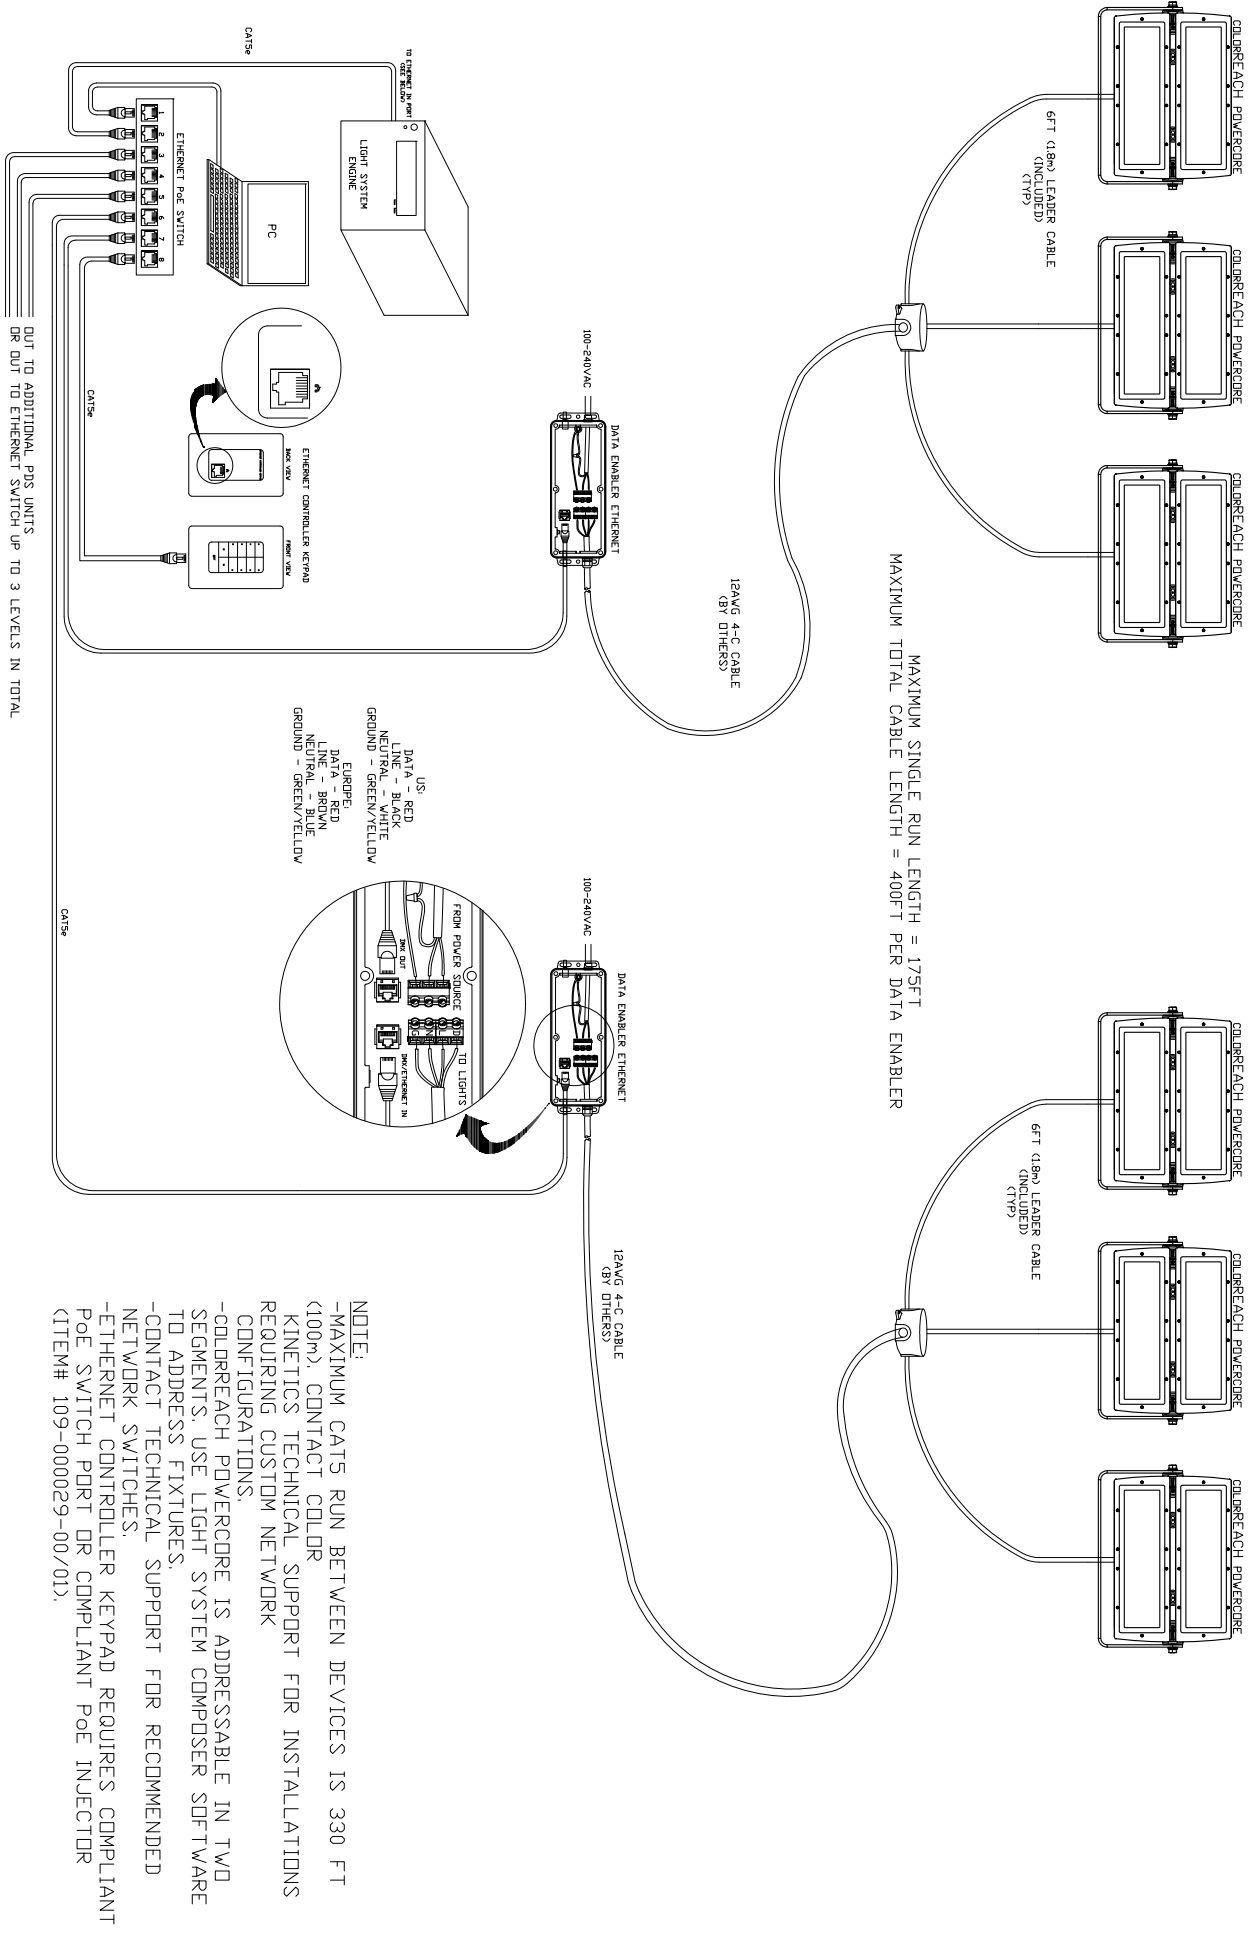 COLORREACH POWERCORE
COLORREACH POWERCORE
COLORREACH POWERCORE
COLORREACH POWERCORE
COLORREACH POWERCORE
COLORREACH POWERCORE
6FT (1.8m) LEADER CABLE
(INCLUDED)
(TYP)
6FT (1.8m) LEADER CABLE
(INCLUDED)
(TYP)
MAXIMUM SINGLE RUN LENGTH = 175FT
MAXIMUM TOTAL CABLE LENGTH = 400FT PER DATA ENABLER
12AWG 4-C CABLE
(BY OTHERS)
12AWG 4-C CABLE
(BY OTHERS)
DATA ENABLER ETHERNET
100-240VAC
DATA ENABLER ETHERNET
100-240VAC
TO ETHERNET IN PORT
(SEE BELOW)
LIGHT SYSTEM
ENGINE
CAT5e
PC
ETHERNET PoE SWITCH
1
2
3
4
5
6
7
8
ETHERNET CONTROLLER KEYPAD
BACK VIEW
FRONT VIEW
CAT5e
CAT5e
OUT TO ADDITIONAL PDS UNITS
OR OUT TO ETHERNET SWITCH UP TO 3 LEVELS IN TOTAL
US:
DATA - RED
LINE - BLACK
NEUTRAL - WHITE
GROUND - GREEN/YELLOW
EUROPE:
DATA - RED
LINE - BROWN
NEUTRAL - BLUE
GROUND - GREEN/YELLOW
FROM POWER SOURCE
TO LIGHTS
G N L D
DMX OUT
DMX/ETHERNET IN
NOTE:
-MAXIMUM CAT5 RUN BETWEEN DEVICES IS 330 FT
(100m). CONTACT COLOR
KINETICS TECHNICAL SUPPORT FOR INSTALLATIONS
REQUIRING CUSTOM NETWORK
CONFIGURATIONS.
-COLORREACH POWERCORE IS ADDRESSABLE IN TWO
SEGMENTS. USE LIGHT SYSTEM COMPOSER SOFTWARE
TO ADDRESS FIXTURES.
-CONTACT TECHNICAL SUPPORT FOR RECOMMENDED
NETWORK SWITCHES.
-ETHERNET CONTROLLER KEYPAD REQUIRES COMPLIANT
PoE SWITCH PORT OR COMPLIANT PoE INJECTOR
(ITEM# 109-000029-00/01).